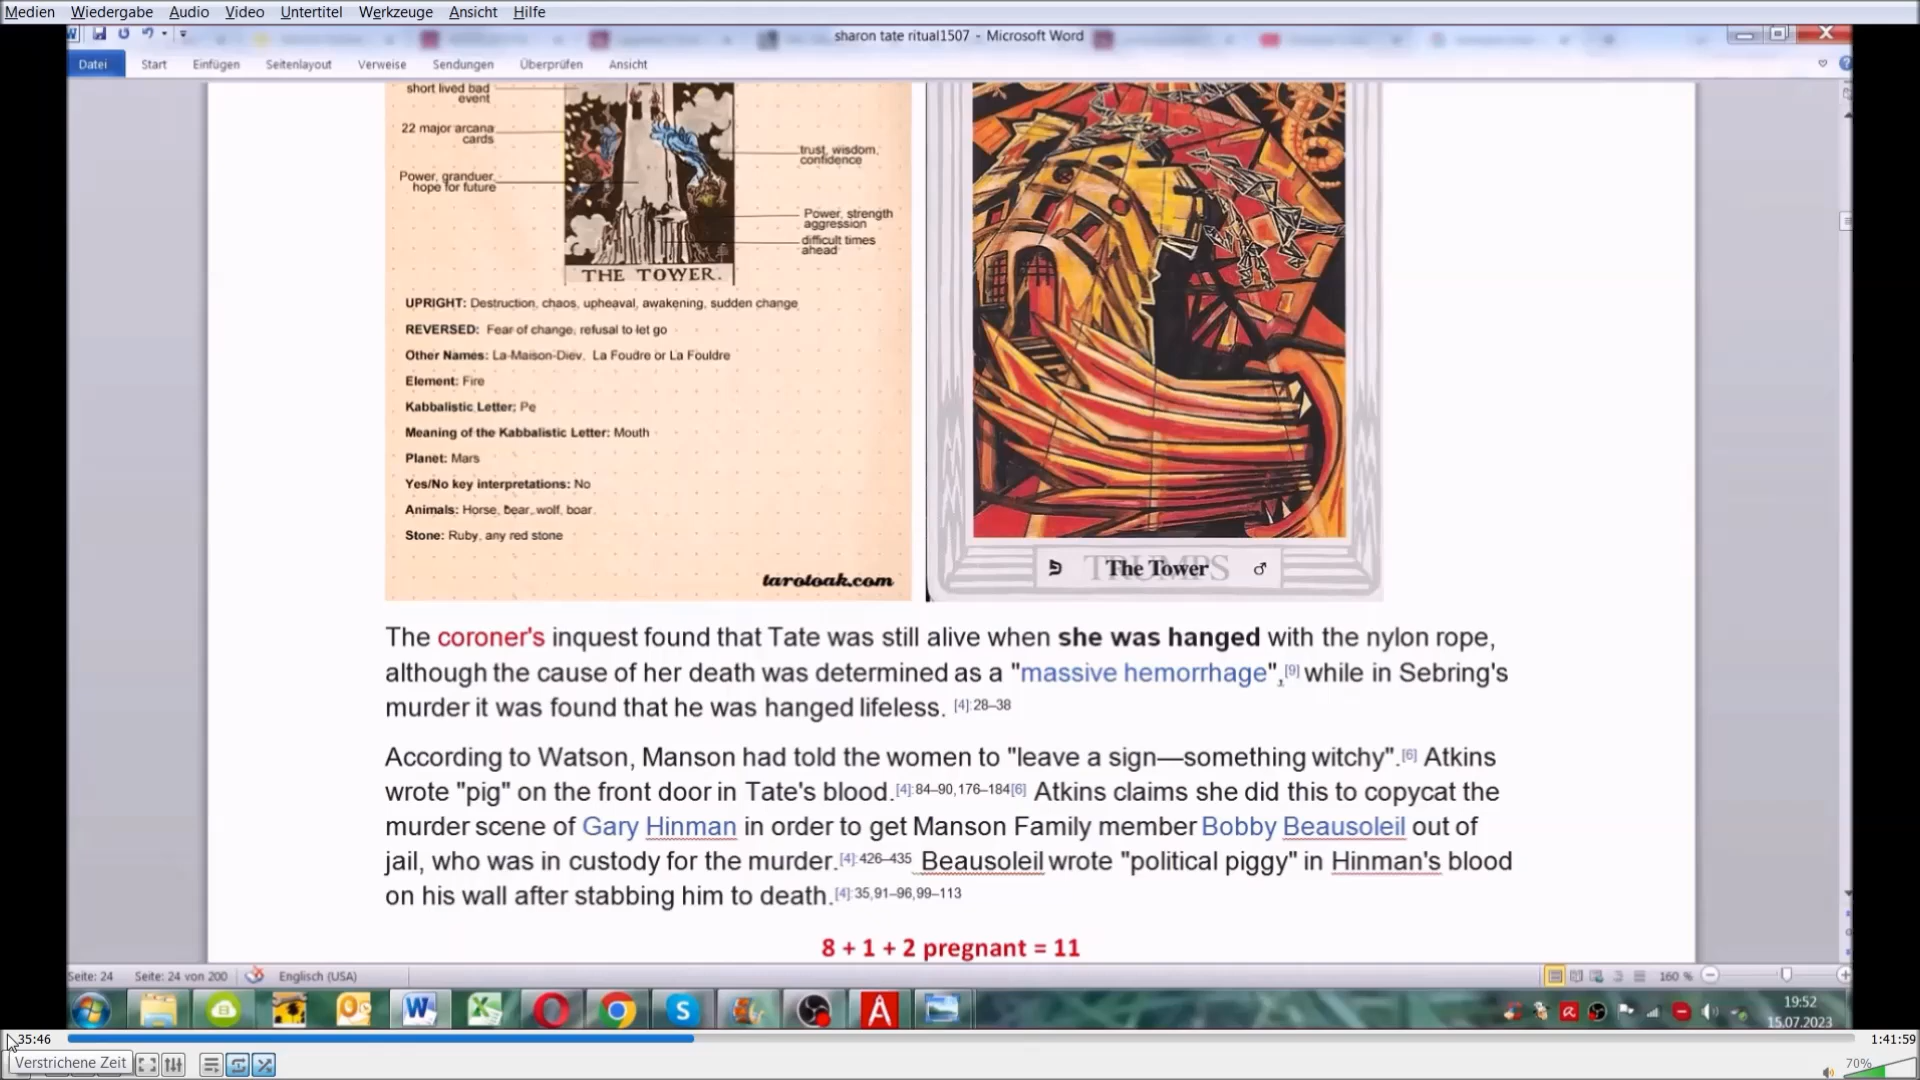 Medien Wiedergabe Audio Video Untertitel Werkzeuge Ansicht Hilfe
sharon tate ritual1507 - Microsoft Word
Datei Start Einfügen Seitenlayout Verweise Sendungen Überprüfen Ansicht
short lived bad
event
22 major arcana
cards
Power, granduer,
hope for future
trust, wisdom,
confidence
Power, strength
aggression
difficult times
ahead
THE TOWER.
UPRIGHT: Destruction, chaos, upheaval, awakening, sudden change
REVERSED: Fear of change, refusal to let go
Other Names: La-Maison-Diev, La Foudre or La Fouldre
Element: Fire
Kabbalistic Letter: Pe
Meaning of the Kabbalistic Letter: Mouth
Planet: Mars
Yes/No key interpretations: No
Animals: Horse, bear, wolf, boar
Stone: Ruby, any red stone
tarotoak.com
פ TRUMPS The Tower ♂
The coroner's inquest found that Tate was still alive when she was hanged with the nylon rope,
although the cause of her death was determined as a "massive hemorrhage",[9] while in Sebring's
murder it was found that he was hanged lifeless. [4]:28–38
According to Watson, Manson had told the women to "leave a sign—something witchy".[6] Atkins
wrote "pig" on the front door in Tate's blood.[4]:84–90,176–184[6] Atkins claims she did this to copycat the
murder scene of Gary Hinman in order to get Manson Family member Bobby Beausoleil out of
jail, who was in custody for the murder.[4]:426–435 Beausoleil wrote "political piggy" in Hinman's blood
on his wall after stabbing him to death.[4]:35,91–96,99–113
8 + 1 + 2 pregnant = 11
Seite: 24 Seite: 24 von 200 Englisch (USA) 160 %
19:52
15.07.2023
35:46 1:41:59
Verstrichene Zeit
70%